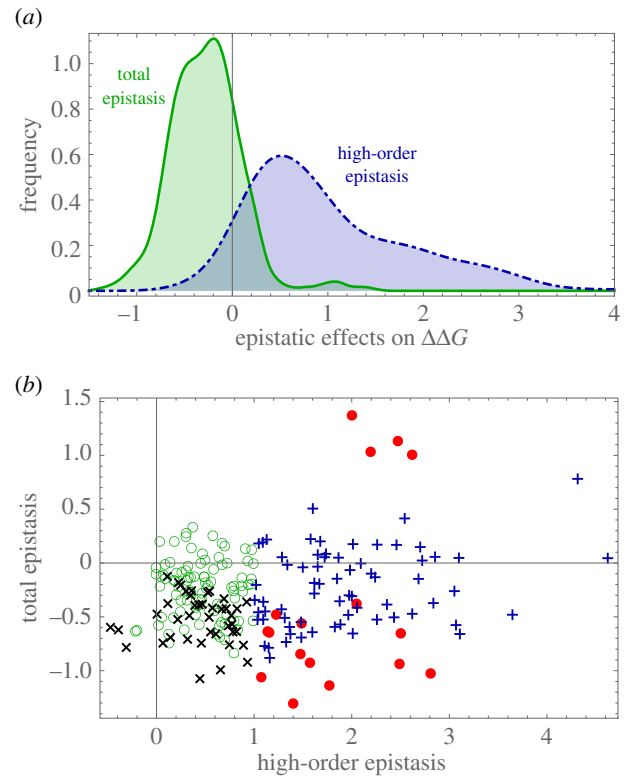 (a)
1.0
0.8
0.6
0.4
0.2
0
frequency
total
epistasis
high-order
epistasis
−1
0
1
2
3
4
epistatic effects on ΔΔG
(b)
1.5
1.0
0.5
0
−0.5
−1.0
total epistasis
0
1
2
3
4
high-order epistasis